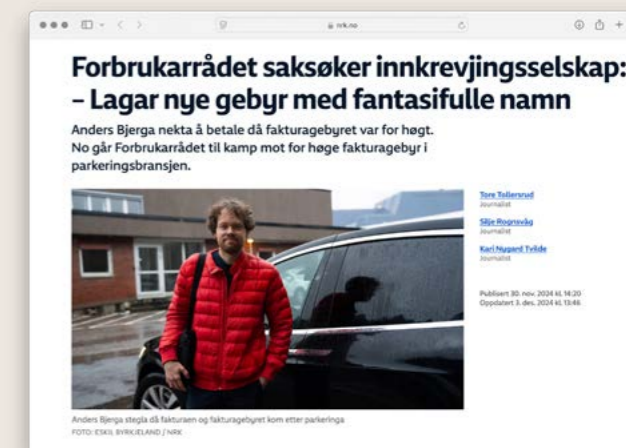 nrk.no
Forbrukarrådet saksøker innkrevjingsselskap:
– Lagar nye gebyr med fantasifulle namn
Anders Bjerga nekta å betale då fakturagebyret var for høgt.
No går Forbrukarrådet til kamp mot for høge fakturagebyr i
parkeringsbransjen.
Tore Tollersrud
Journalist
Silje Rognsvåg
Journalist
Kari Nygard Tvilde
Journalist
Publisert 30. nov. 2024 kl. 14:20
Oppdatert 3. des. 2024 kl. 13:46
Anders Bjerga stegla då fakturaen og fakturagebyret kom etter parkeringa
FOTO: ESKIL BYRKJELAND / NRK